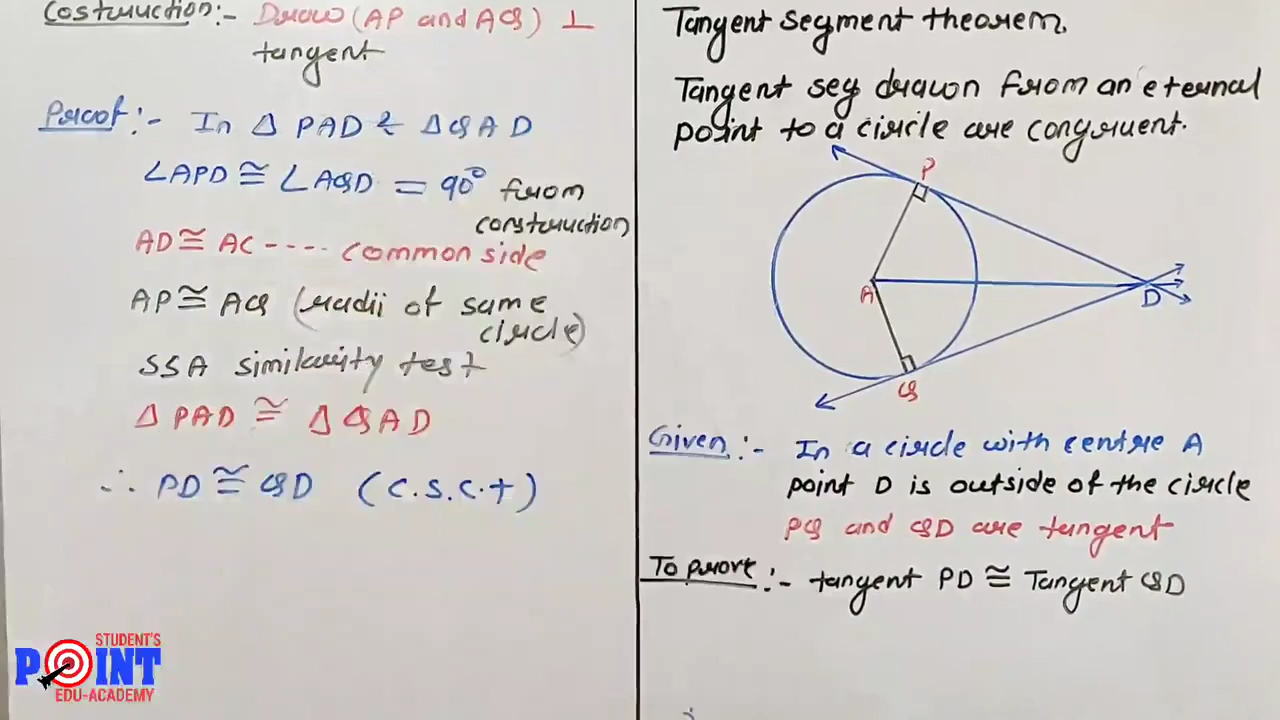 Costruction:- Draw (AP and AQ) ⊥
tangent
Proof:- In Δ PAD & ΔQAD
∠APD ≅ ∠AQD = 90° from
construction
AD ≅ AC ---- common side
AP ≅ AQ (radii of same
circle)
SSA similarity test
Δ PAD ≅ Δ QAD
∴ PD ≅ QD (C.S.C.t)
STUDENT'S
POINT
EDU-ACADEMY
Tangent segment theorem.
Tangent seg drawn from an eternal
point to a circle are congruent.
P
A
D
Q
Given:- In a circle with centre A
point D is outside of the circle
PQ and QD are tangent
To prove:- tangent PD ≅ Tangent QD